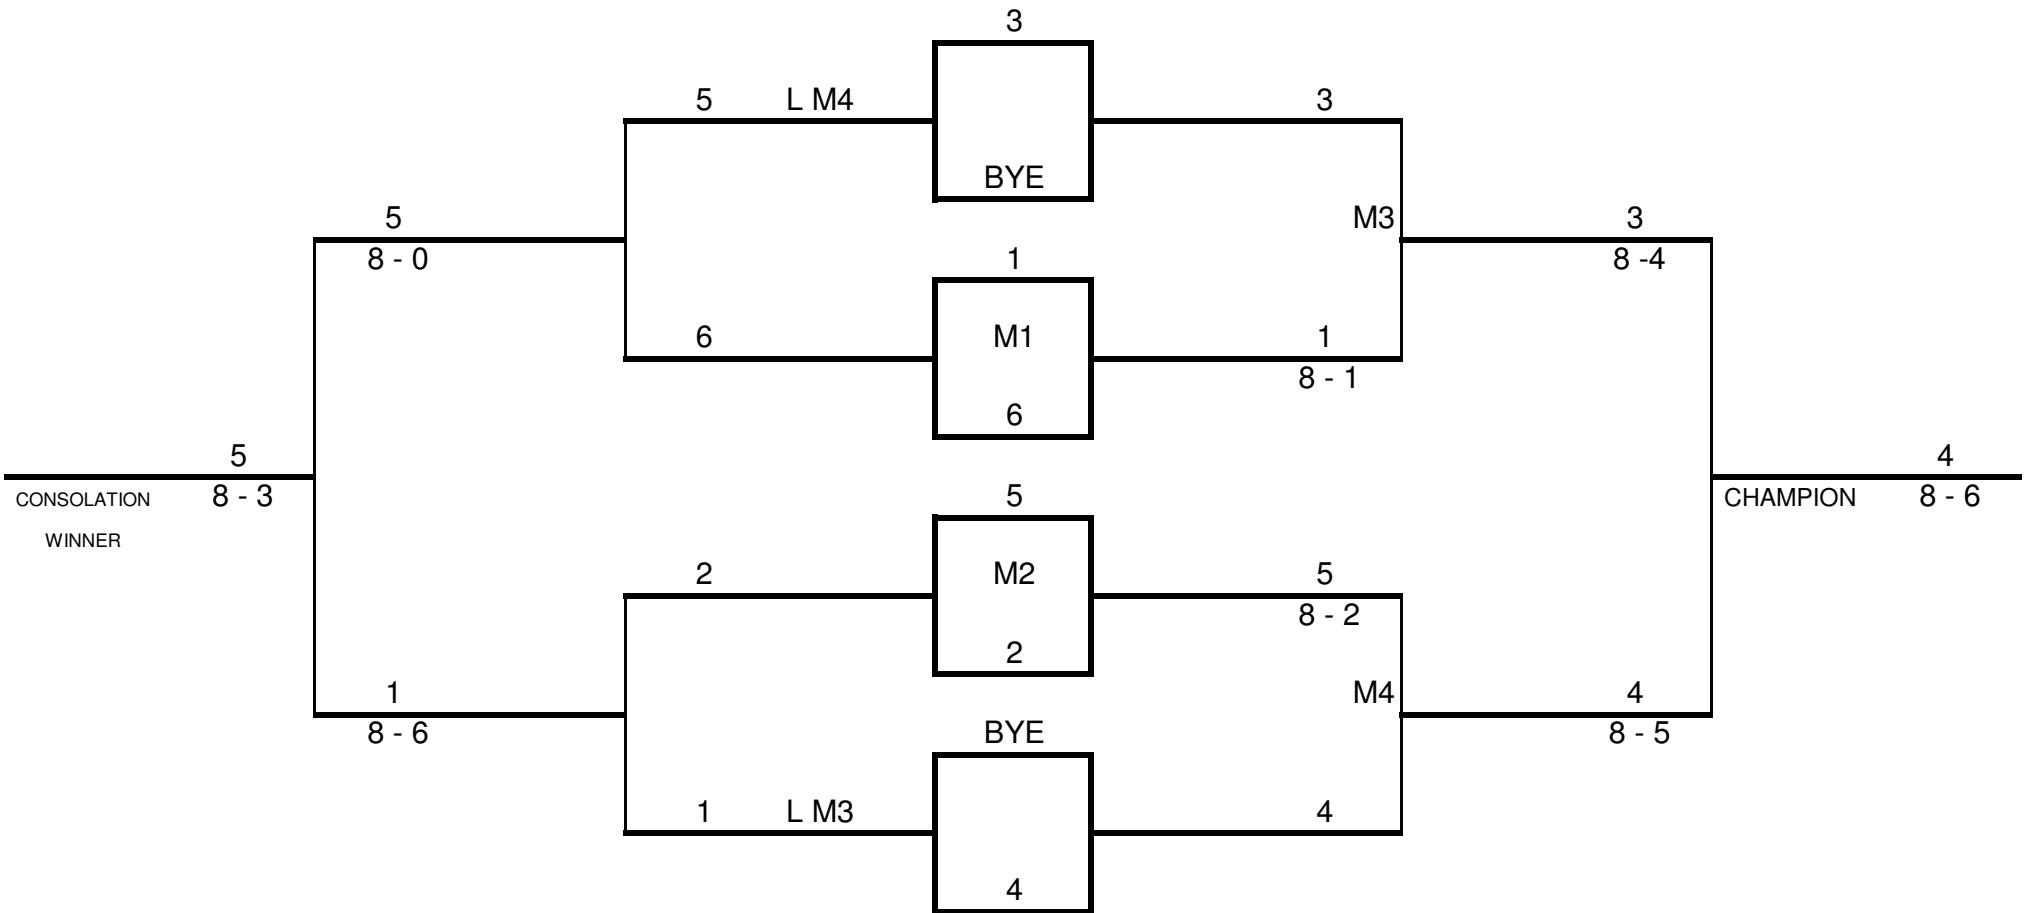 3
5 L M4 3
BYE
5 M3 3
8 - 0 1 8 -4
6 M1 1
8 - 1
6
5 4
CONSOLATION 8 - 3 5 CHAMPION 8 - 6
WINNER
2 M2 5
8 - 2
2
1 M4 4
8 - 6 BYE 8 - 5
1 L M3 4
4